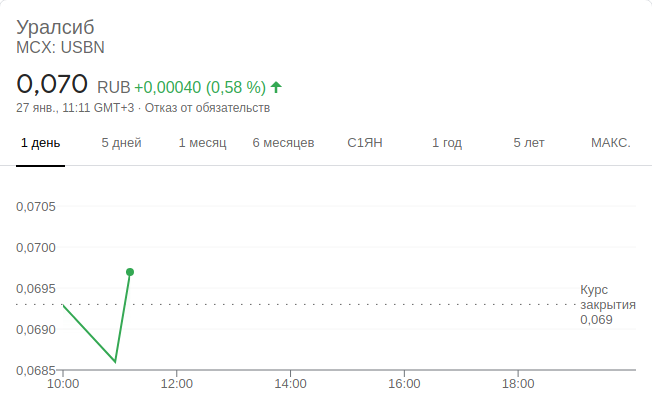 Уралсиб
MCX: USBN
0,070 RUB +0,00040 (0,58 %)
27 янв., 11:11 GMT+3 · Отказ от обязательств
1 день 5 дней 1 месяц 6 месяцев С1ЯН 1 год 5 лет МАКС.
0,0705
0,0700
0,0695
0,0690
0,0685
Курс
закрытия
0,069
10:00 12:00 14:00 16:00 18:00